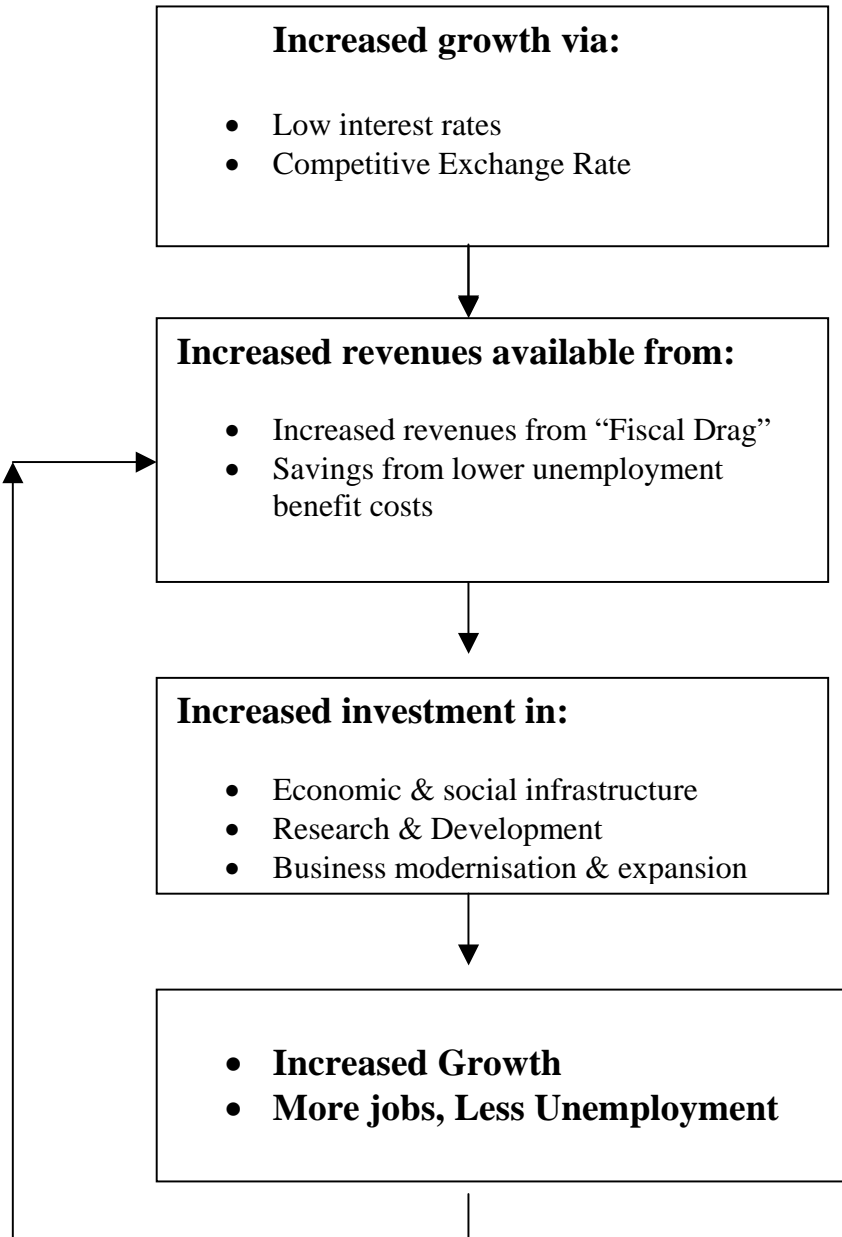 Increased growth via:
• Low interest rates
• Competitive Exchange Rate
Increased revenues available from:
• Increased revenues from “Fiscal Drag”
• Savings from lower unemployment
benefit costs
Increased investment in:
• Economic & social infrastructure
• Research & Development
• Business modernisation & expansion
• Increased Growth
• More jobs, Less Unemployment